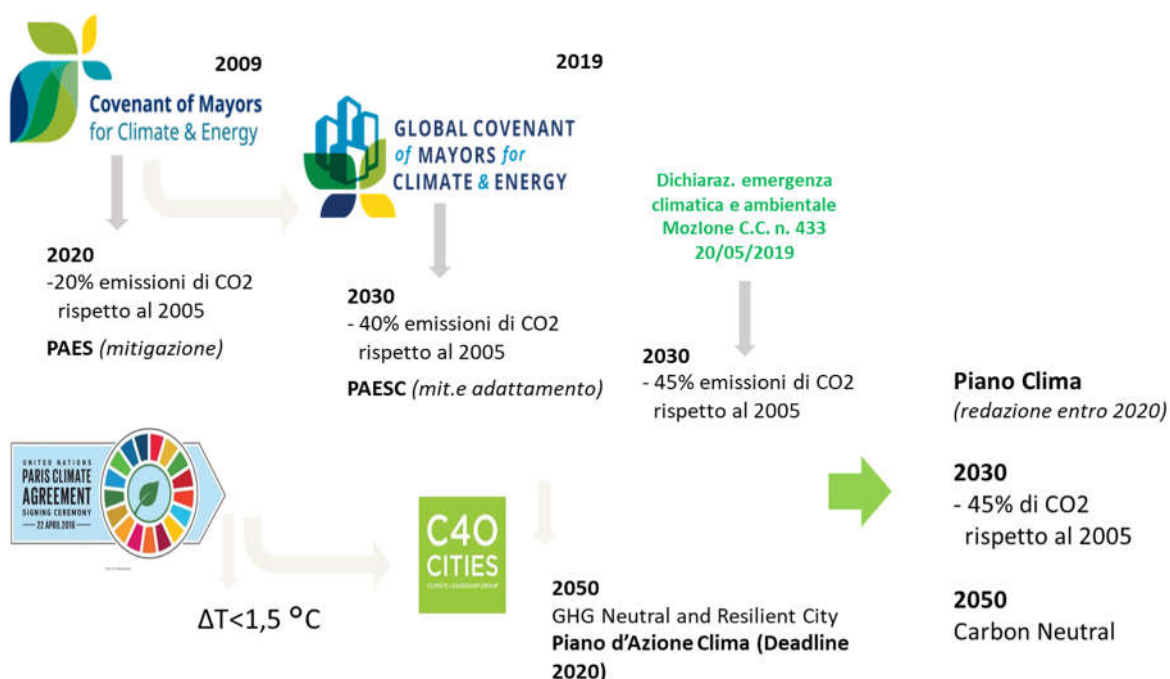 2009
Covenant of Mayors
for Climate & Energy
2019
GLOBAL COVENANT
of MAYORS for
CLIMATE & ENERGY
Dichiaraz. emergenza
climatica e ambientale
MozIone C.C. n. 433
20/05/2019
2020
-20% emissioni di CO2
rispetto al 2005
PAES (mitigazione)
2030
- 40% emissioni di CO2
rispetto al 2005
PAESC (mit.e adattamento)
2030
- 45% emissioni di CO2
rispetto al 2005
UNITED NATIONS
PARIS CLIMATE
AGREEMENT
SIGNING CEREMONY
22 APRIL 2016
ΔT<1,5 °C
C40
CITIES
CLIMATE LEADERSHIP GROUP
2050
GHG Neutral and Resilient City
Piano d'Azione Clima (Deadline
2020)
Piano Clima
(redazione entro 2020)
2030
- 45% di CO2
rispetto al 2005
2050
Carbon Neutral